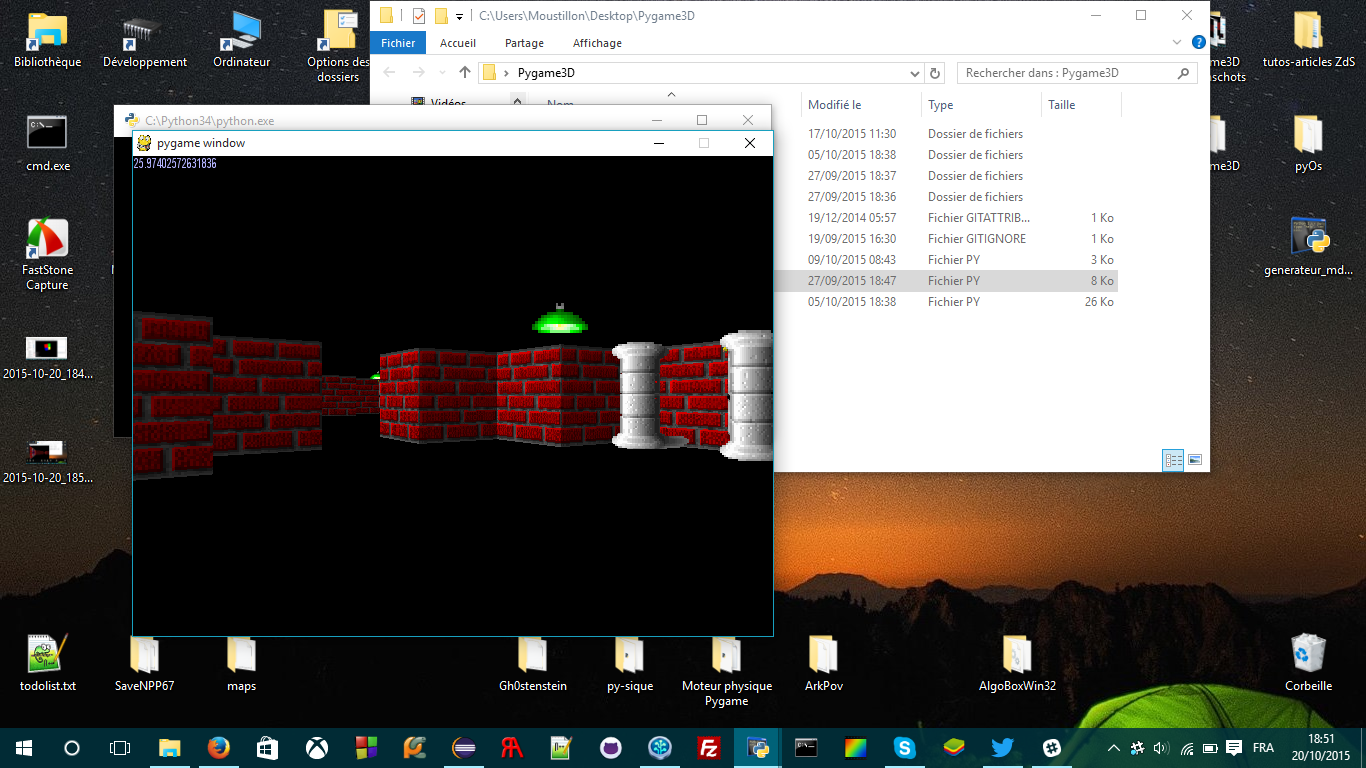 Bibliothèque
Développement
Ordinateur
Options des
dossiers
cmd.exe
FastStone
Capture
2015-10-20_184...
2015-10-20_185...
C:\Users\Moustillon\Desktop\Pygame3D
Fichier
Accueil
Partage
Affichage
Pygame3D
Rechercher dans : Pygame3D
Vidéos
Nom
Modifié le
Type
Taille
17/10/2015 11:30 Dossier de fichiers
05/10/2015 18:38 Dossier de fichiers
27/09/2015 18:37 Dossier de fichiers
27/09/2015 18:36 Dossier de fichiers
19/12/2014 05:57 Fichier GITATTRIB... 1 Ko
19/09/2015 16:30 Fichier GITIGNORE 1 Ko
09/10/2015 08:43 Fichier PY 3 Ko
27/09/2015 18:47 Fichier PY 8 Ko
05/10/2015 18:38 Fichier PY 26 Ko
C:\Python34\python.exe
pygame window
25.97402572631836
me3D
nshots
tutos-articles ZdS
me3D
pyOs
generateur_md...
todolist.txt
SaveNPP67
maps
Gh0stenstein
py-sique
Moteur physique
Pygame
ArkPov
AlgoBoxWin32
Corbeille
FRA
18:51
20/10/2015